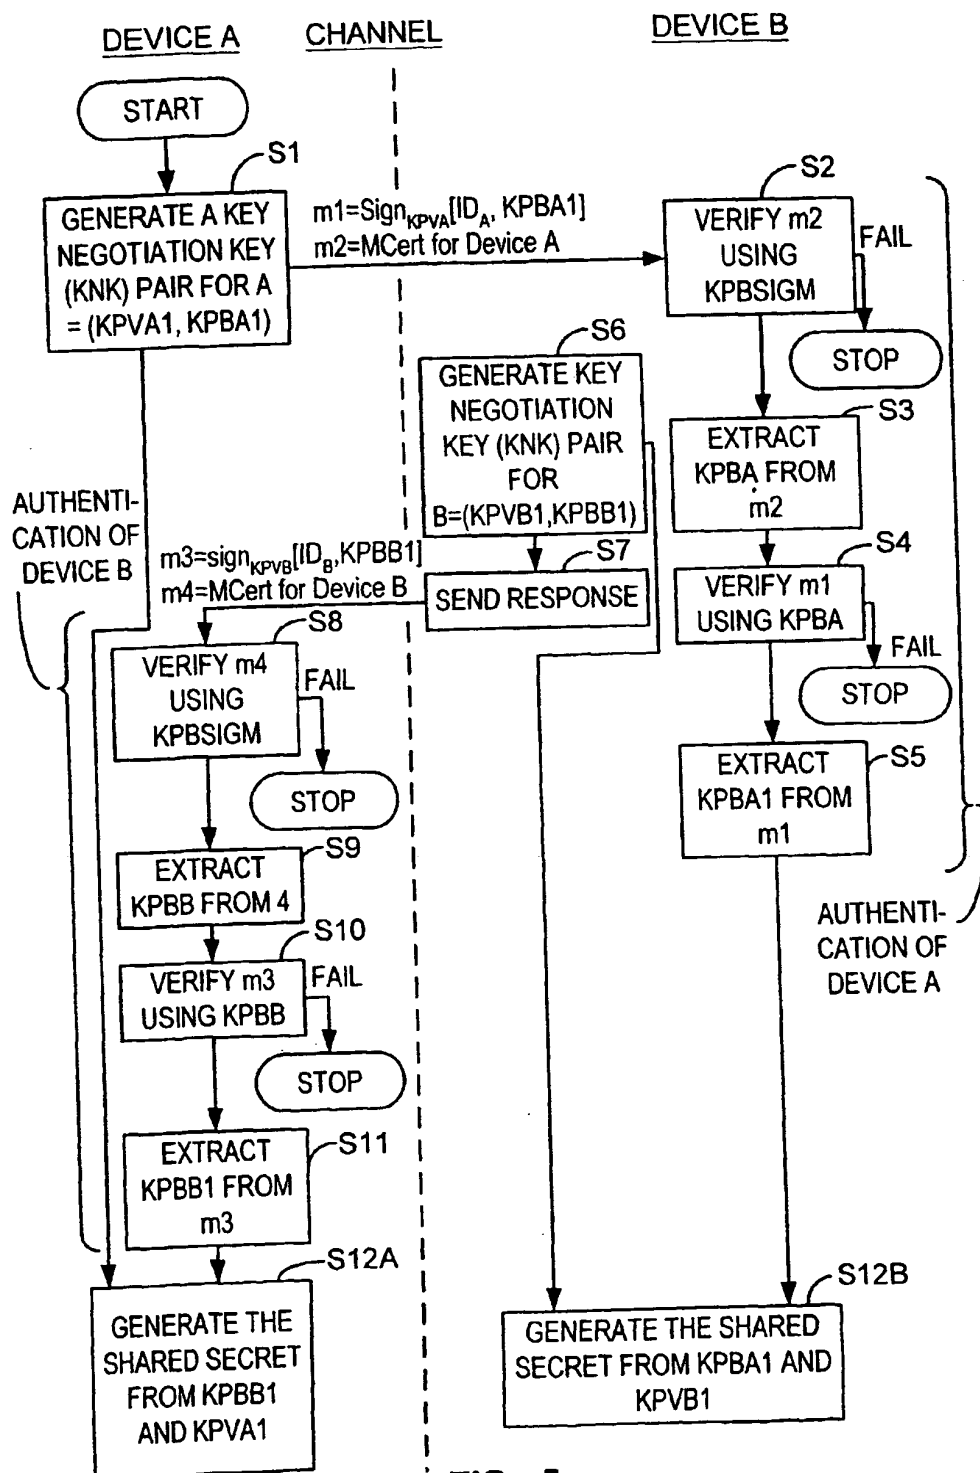 DEVICE A
CHANNEL
DEVICE B
START
S1
GENERATE A KEY
NEGOTIATION KEY
(KNK) PAIR FOR A
= (KPVA1, KPBA1)
m1=Sign_KPVA[ID_A, KPBA1]
m2=MCert for Device A
S2
VERIFY m2
USING
KPBSIGM
FAIL
STOP
S3
EXTRACT
KPBA FROM
m2
S4
VERIFY m1
USING KPBA
FAIL
STOP
S5
EXTRACT
KPBA1 FROM
m1
AUTHENTI-
CATION OF
DEVICE A
S6
GENERATE KEY
NEGOTIATION
KEY (KNK) PAIR
FOR
B=(KPVB1,KPBB1)
S7
SEND RESPONSE
m3=sign_KPVB[ID_B,KPBB1]
m4=MCert for Device B
AUTHENTI-
CATION OF
DEVICE B
S8
VERIFY m4
USING
KPBSIGM
FAIL
STOP
S9
EXTRACT
KPBB FROM 4
S10
VERIFY m3
USING KPBB
FAIL
STOP
S11
EXTRACT
KPBB1 FROM
m3
S12A
GENERATE THE
SHARED SECRET
FROM KPBB1
AND KPVA1
S12B
GENERATE THE SHARED
SECRET FROM KPBA1 AND
KPVB1